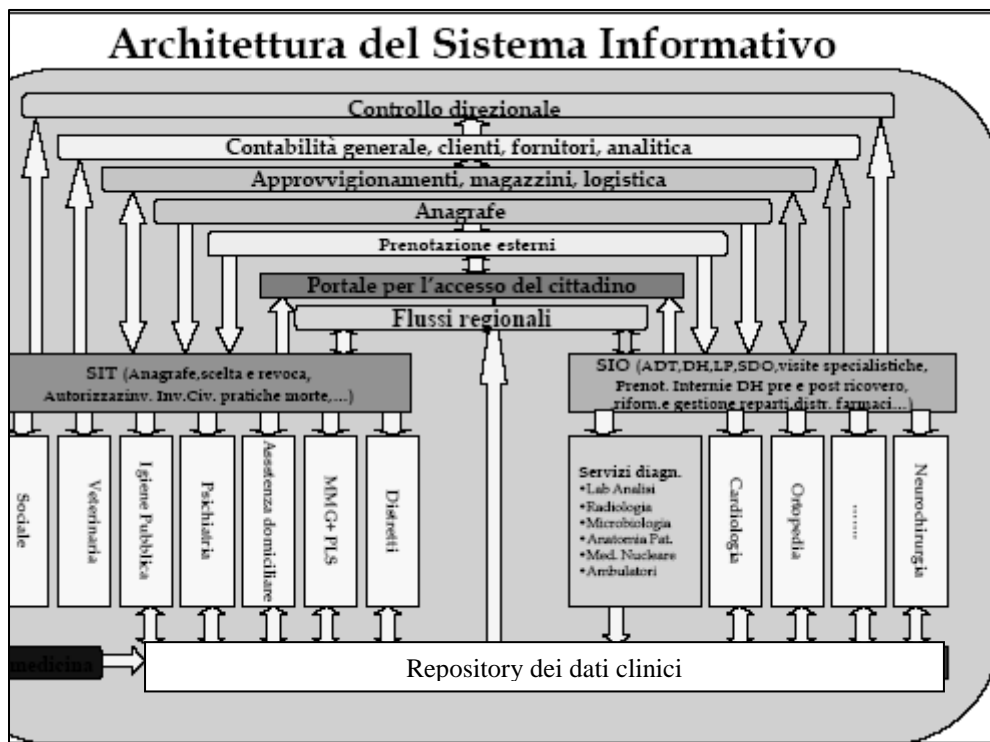 Architettura del Sistema Informativo
Controllo direzionale
Contabilità generale, clienti, fornitori, analitica
Approvvigionamenti, magazzini, logistica
Anagrafe
Prenotazione esterni
Portale per l'accesso del cittadino
Flussi regionali
SIT (Anagrafe,scelta e revoca,
Autorizzazinv. Inv.Civ. pratiche morte,....)
SIO (ADT,DH,LP,SDO,visite specialistiche,
Prenot. Internie DH pre e post ricovero,
riform.e gestione reparti,distr. farmaci...)
Sociale
Veterinaria
Igiene Pubblica
Psichiatria
Assistenza domiciliare
MMG+ PLS
Distretti
Servizi diagn.
•Lab Analisi
•Radiologia
•Microbiologia
•Anatomia Pat.
•Med. Nucleare
•Ambulatori
Cardiologia
Ortopedia
.......
Neurochirurgia
medicina
Repository dei dati clinici